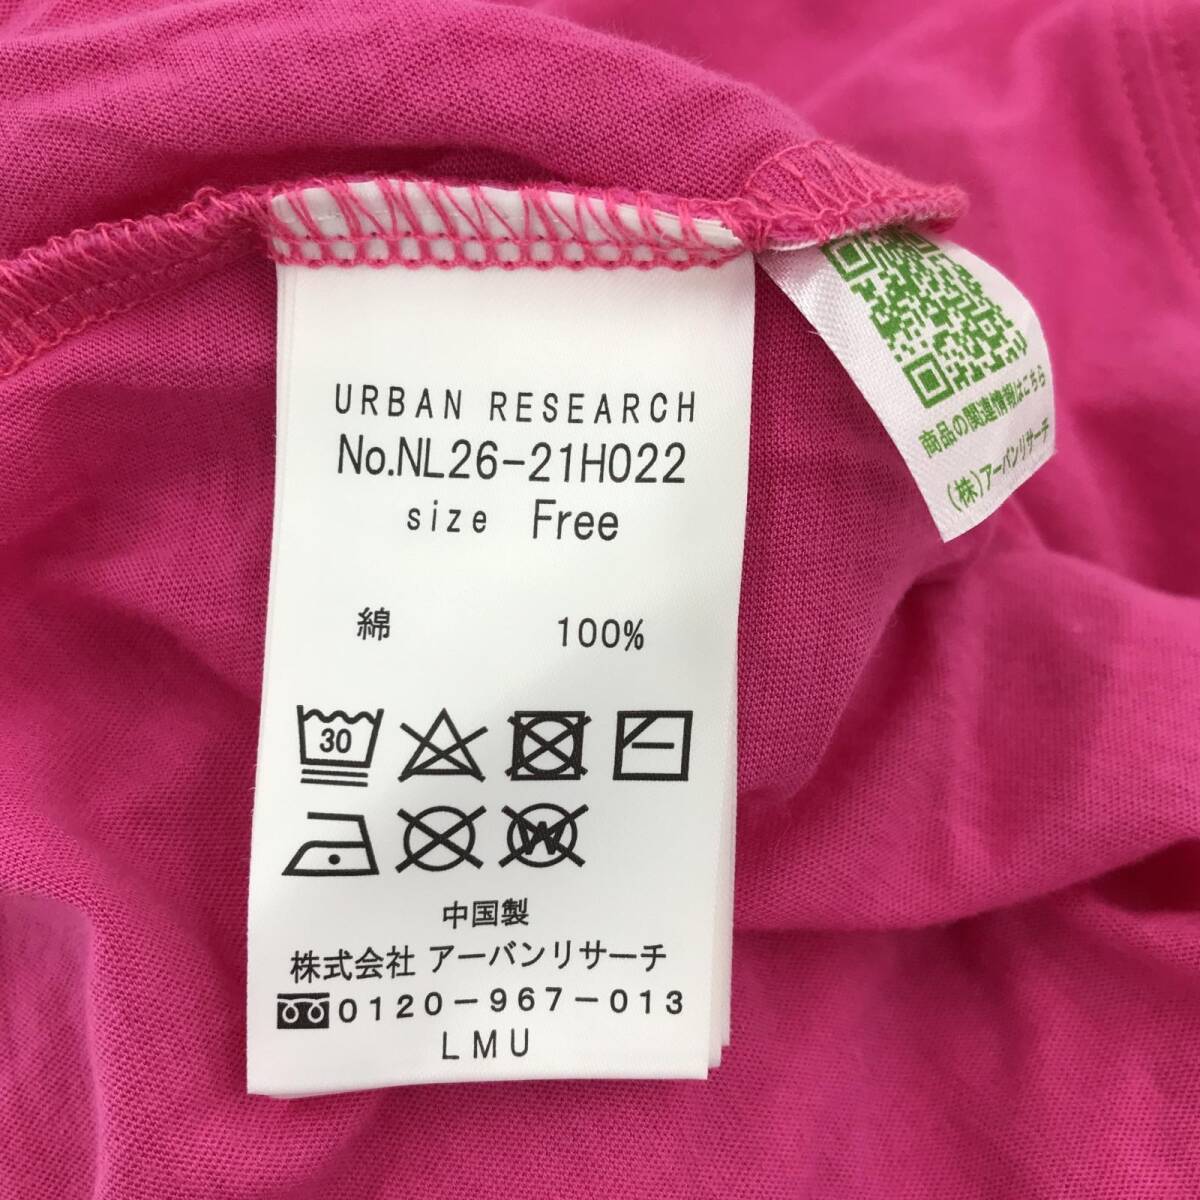 URBAN RESEARCH
No.NL26-21H022
size Free
綿 100%
30
W
中国製
株式会社 アーバンリサーチ
0120-967-013
LMU
商品の関連情報はこちら
(株)アーバンリサーチ